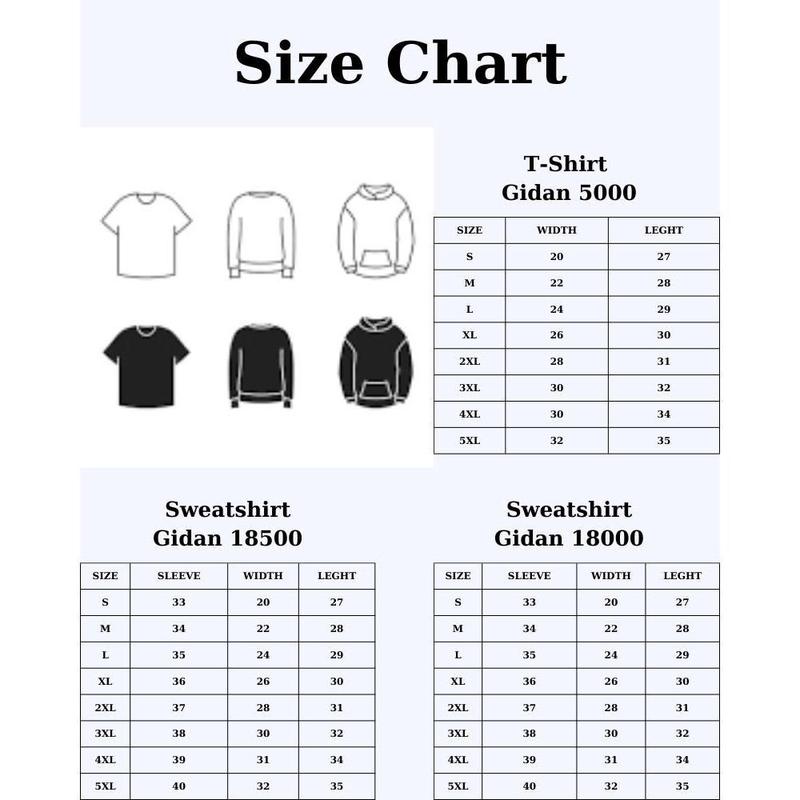 Size Chart
T-Shirt
Gidan 5000
SIZE WIDTH LEGHT
S 20 27
M 22 28
L 24 29
XL 26 30
2XL 28 31
3XL 30 32
4XL 30 34
5XL 32 35
Sweatshirt
Gidan 18500
SIZE SLEEVE WIDTH LEGHT
S 33 20 27
M 34 22 28
L 35 24 29
XL 36 26 30
2XL 37 28 31
3XL 38 30 32
4XL 39 31 34
5XL 40 32 35
Sweatshirt
Gidan 18000
SIZE SLEEVE WIDTH LEGHT
S 33 20 27
M 34 22 28
L 35 24 29
XL 36 26 30
2XL 37 28 31
3XL 38 30 32
4XL 39 31 34
5XL 40 32 35